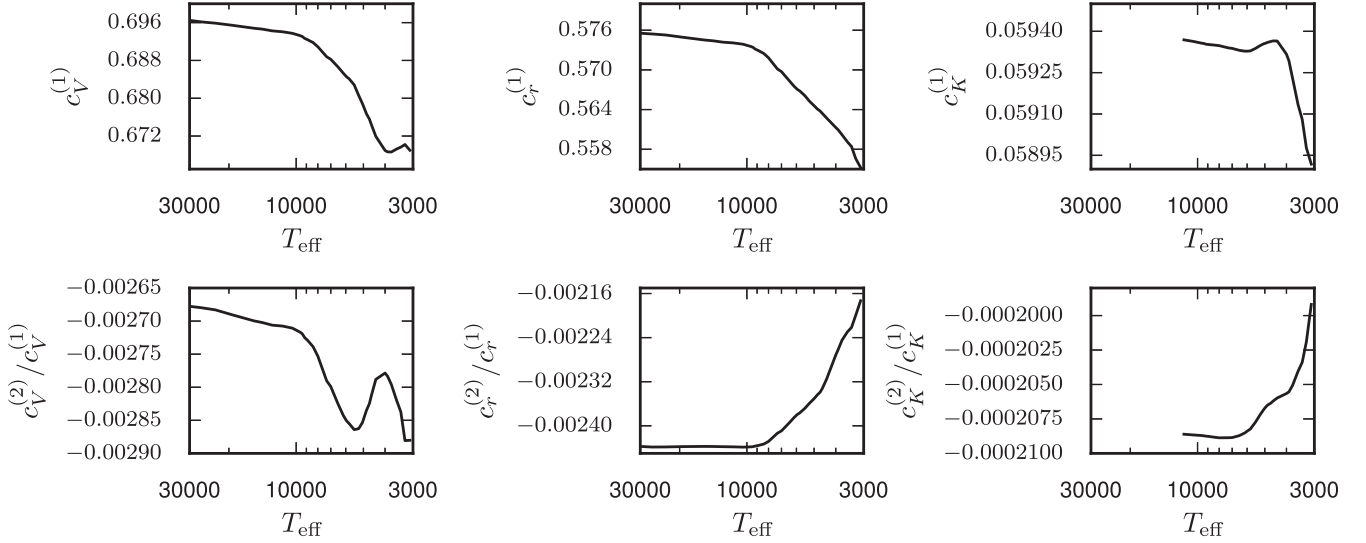 0.696
0.688
0.680
0.672
c_V^(1)
30000 10000 3000
T_eff
0.576
0.570
0.564
0.558
c_r^(1)
30000 10000 3000
T_eff
0.05940
0.05925
0.05910
0.05895
c_K^(1)
30000 10000 3000
T_eff
−0.00265
−0.00270
−0.00275
−0.00280
−0.00285
−0.00290
c_V^(2)/c_V^(1)
30000 10000 3000
T_eff
−0.00216
−0.00224
−0.00232
−0.00240
c_r^(2)/c_r^(1)
30000 10000 3000
T_eff
−0.0002000
−0.0002025
−0.0002050
−0.0002075
−0.0002100
c_K^(2)/c_K^(1)
30000 10000 3000
T_eff